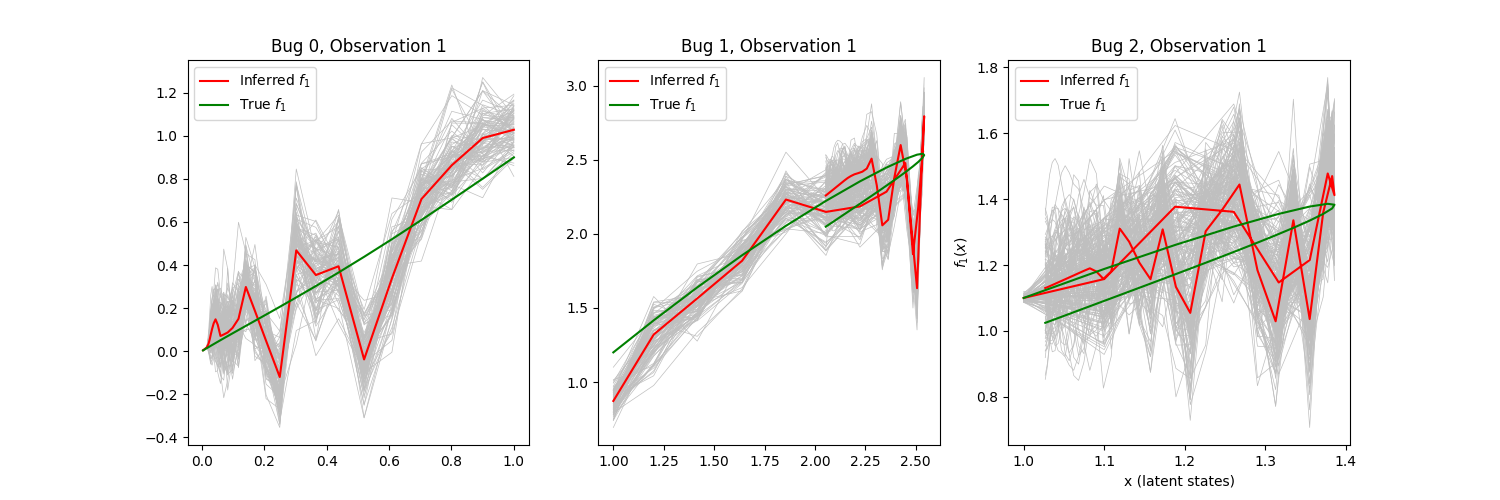 Bug 0, Observation 1
Inferred f₁
True f₁
1.2
1.0
0.8
0.6
0.4
0.2
0.0
−0.2
−0.4
0.0 0.2 0.4 0.6 0.8 1.0
Bug 1, Observation 1
Inferred f₁
True f₁
3.0
2.5
2.0
1.5
1.0
1.00 1.25 1.50 1.75 2.00 2.25 2.50
Bug 2, Observation 1
Inferred f₁
True f₁
1.8
1.6
1.4
1.2
1.0
0.8
f₁(x)
1.0 1.1 1.2 1.3 1.4
x (latent states)